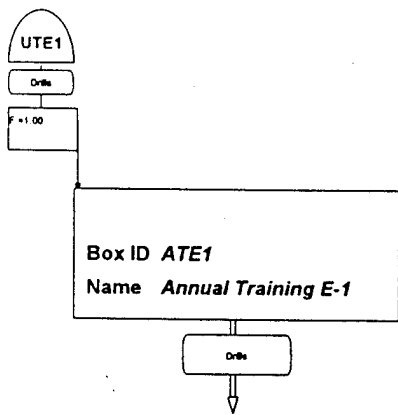 UTE1
Drills
F =1.00
Box ID ATE1
Name Annual Training E-1
Drills